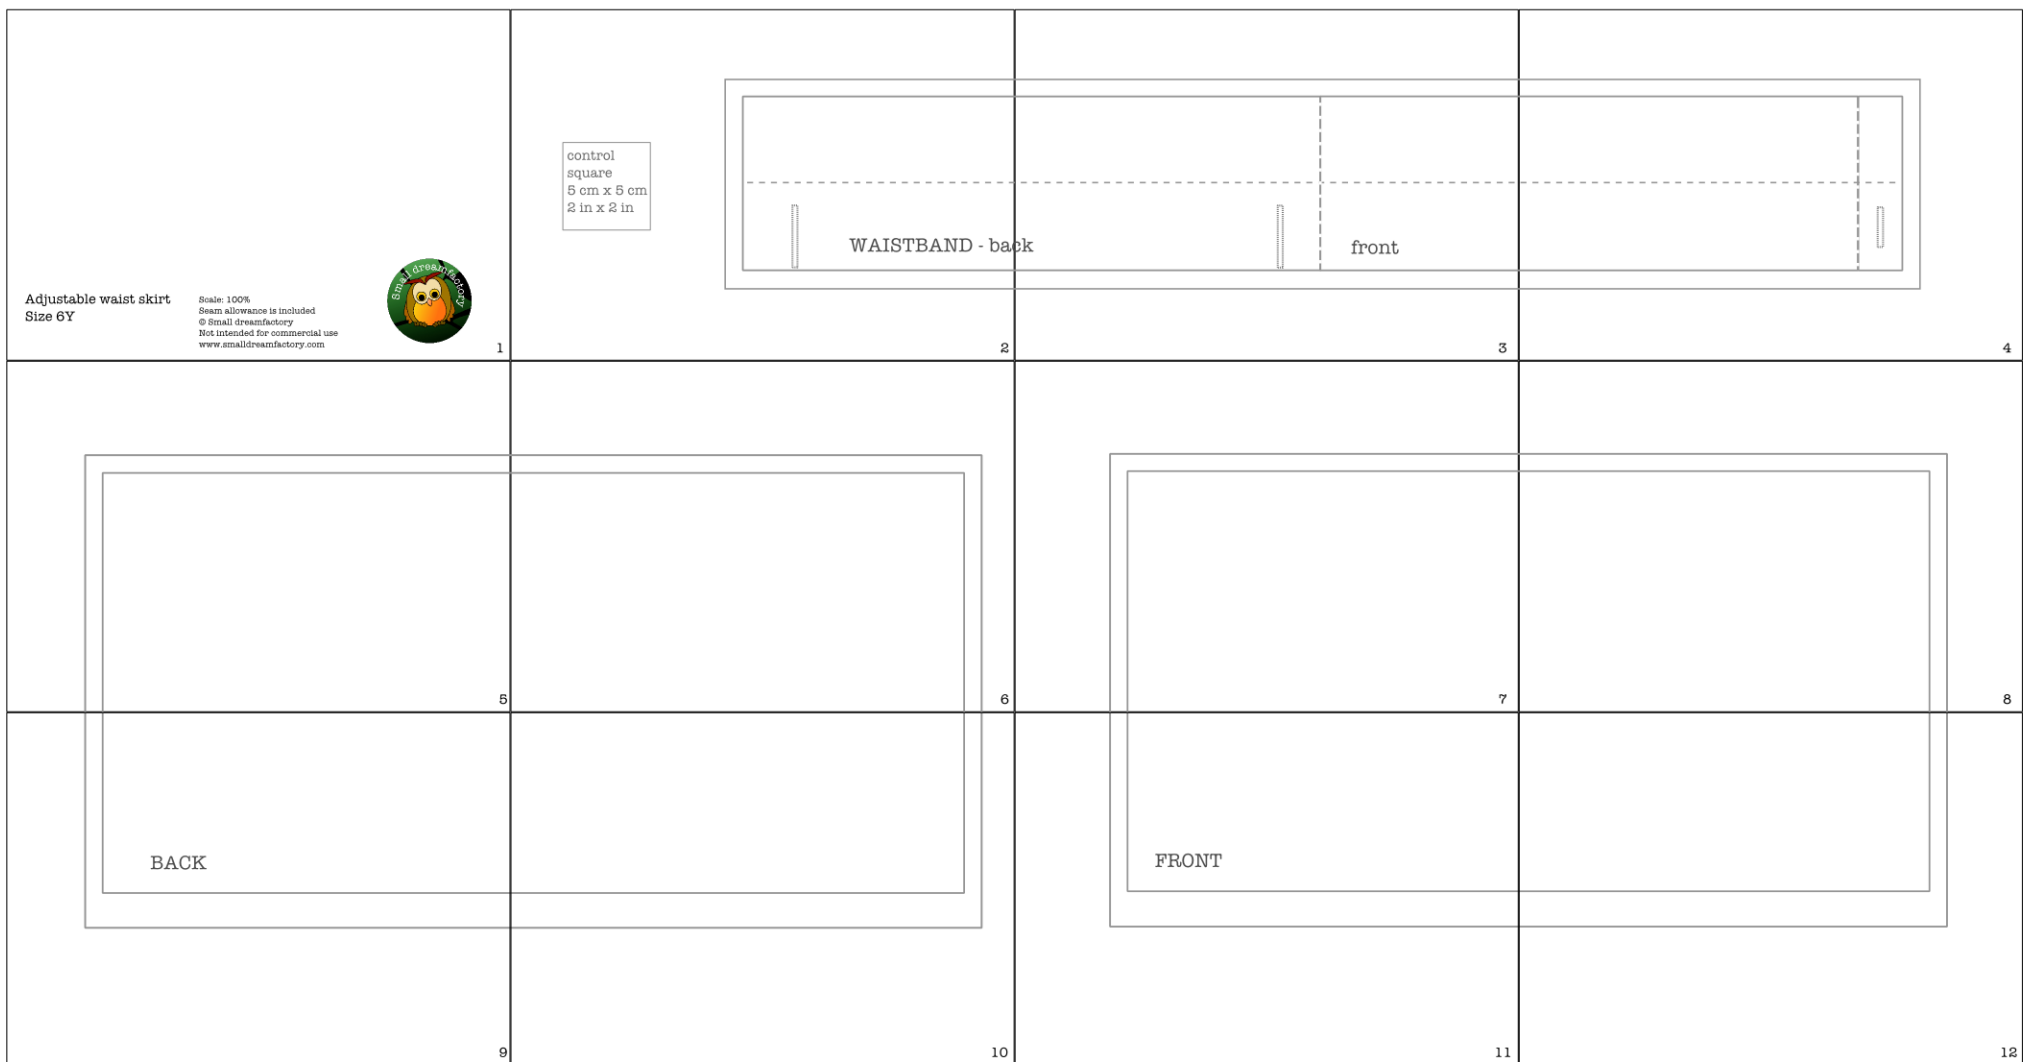 control
square
5 cm x 5 cm
2 in x 2 in
WAISTBAND - back
front
Small dreamfactory
Adjustable waist skirt
Size 6Y
Scale: 100%
Seam allowance is included
© Small dreamfactory
Not intended for commercial use
www.smalldreamfactory.com
1
2
3
4
5
6
7
8
BACK
FRONT
9
10
11
12